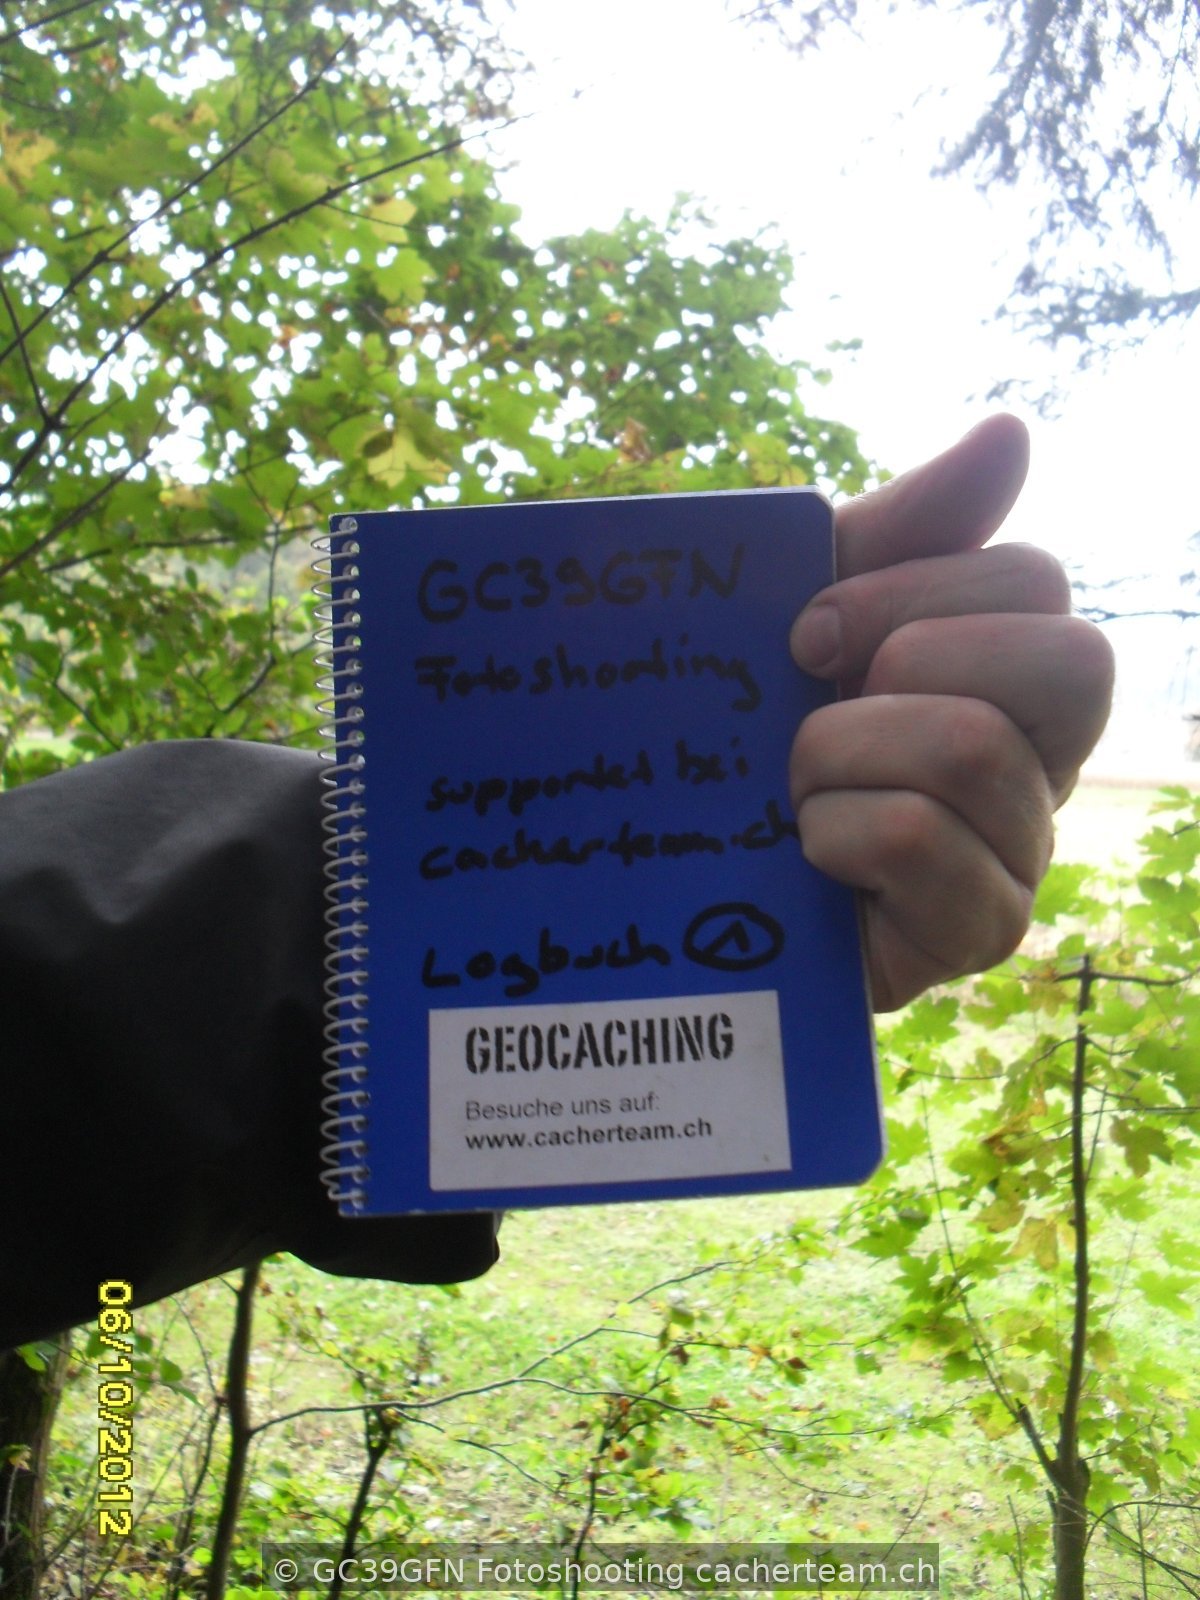 GC39GFN
Fotoshooting
supportet bei
cacherteam.ch
Logbuch 1
GEOCACHING
Besuche uns auf:
www.cacherteam.ch
06/10/2012
© GC39GFN Fotoshooting cacherteam.ch